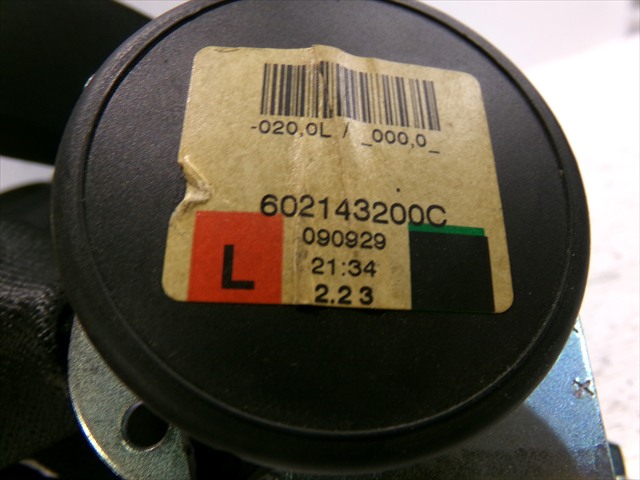 -020,0L / _000,0_
602143200C
090929
L
21:34
2.23